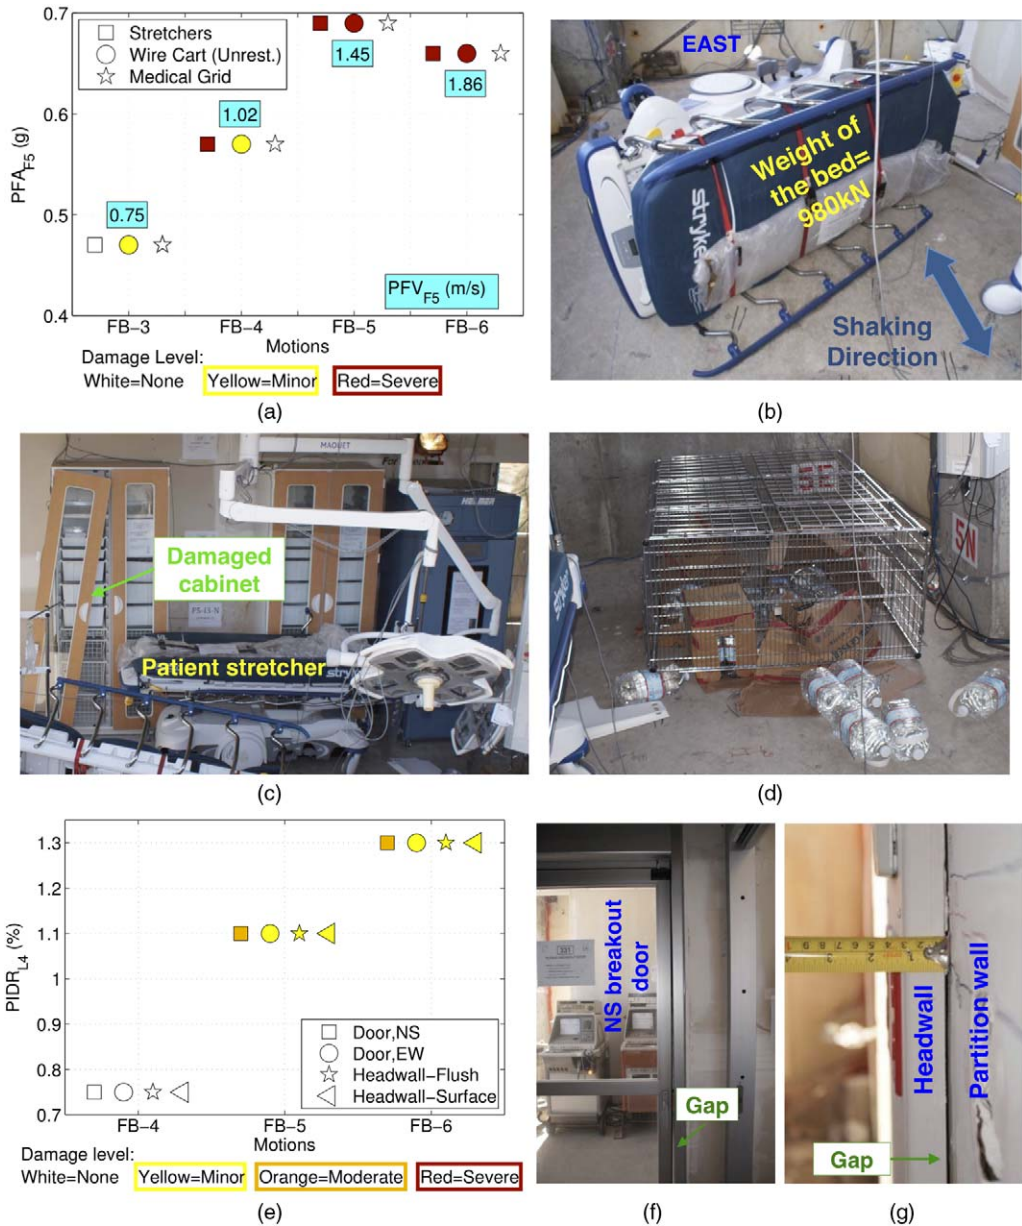 0.7
0.6
0.5
0.4
PFA_F5 (g)
Stretchers
Wire Cart (Unrest.)
Medical Grid
0.75
1.02
1.45
1.86
PFV_F5 (m/s)
FB-3 FB-4 FB-5 FB-6
Motions
Damage Level:
White=None Yellow=Minor Red=Severe
(a)
EAST
Weight of
the bed=
980kN
stryker
Shaking
Direction
(b)
MAQUET
Damaged
cabinet
Patient stretcher
(c)
5N
(d)
1.3
1.2
1.1
1
0.9
0.8
0.7
PIDR_L4 (%)
Door,NS
Door,EW
Headwall-Flush
Headwall-Surface
FB-4 FB-5 FB-6
Motions
Damage level:
White=None Yellow=Minor Orange=Moderate Red=Severe
(e)
NS breakout
door
Gap
(f)
Headwall
Partition wall
Gap
(g)